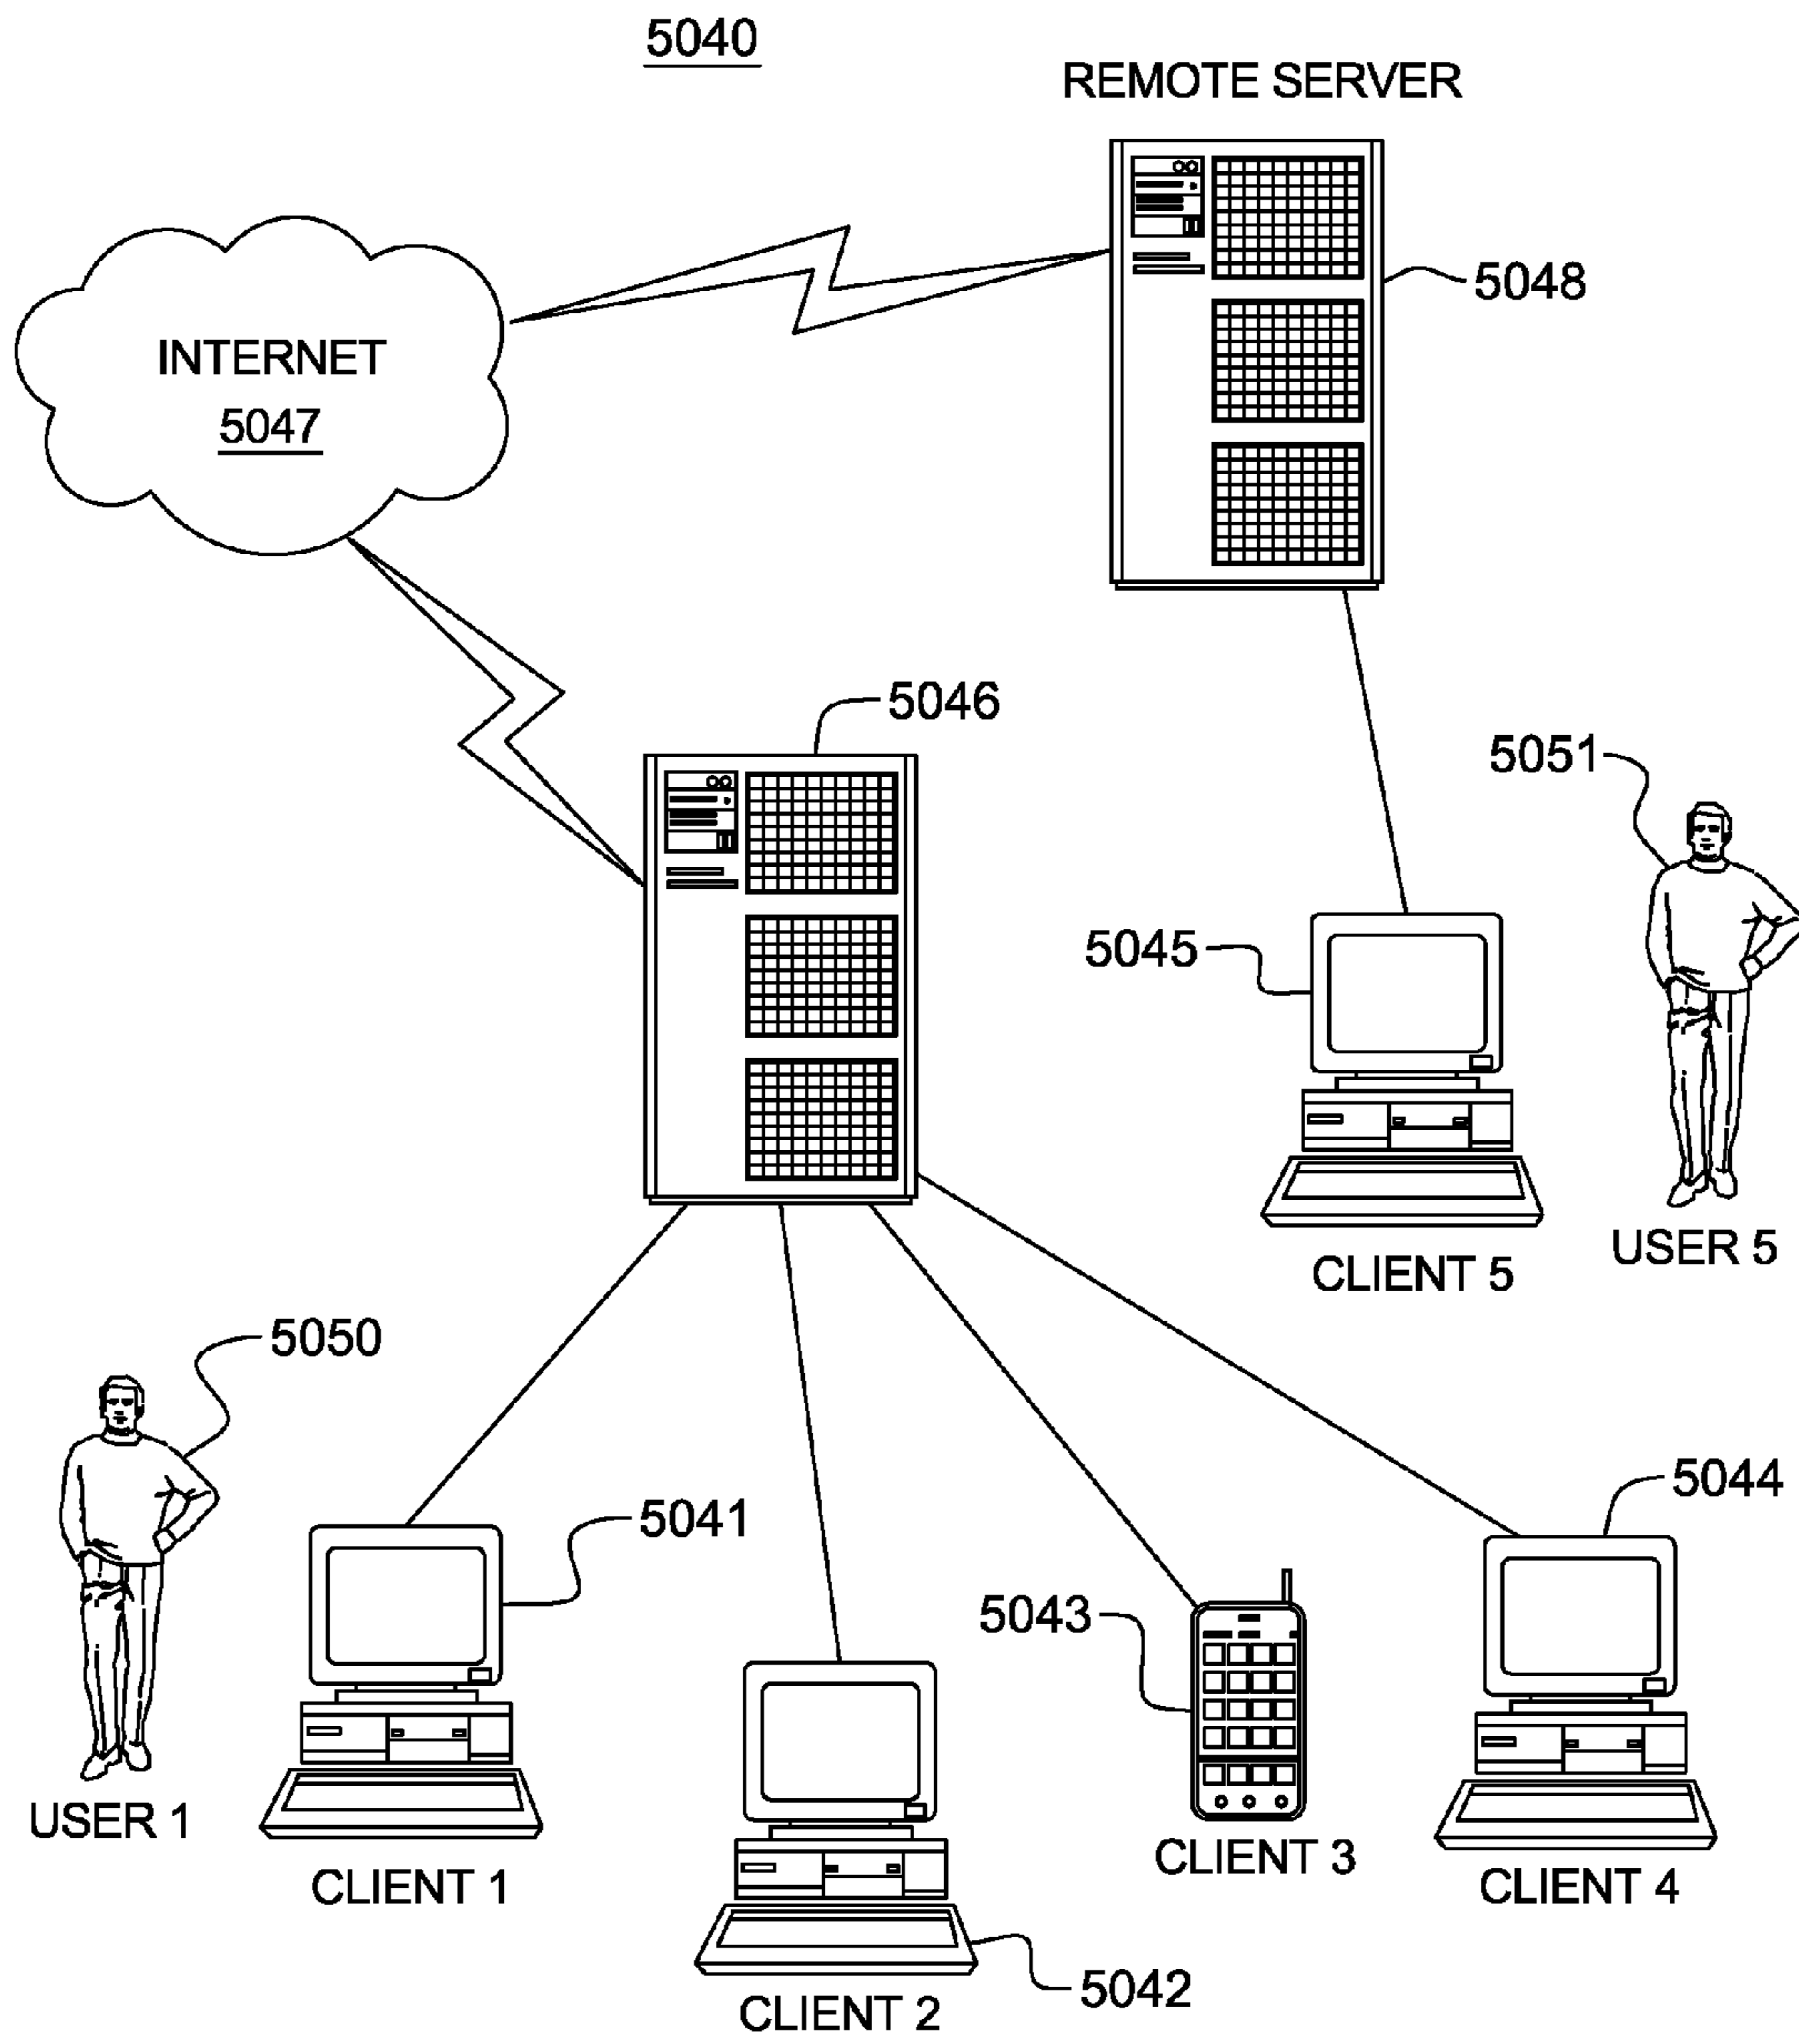 5040
REMOTE SERVER
5048
INTERNET
5047
5046
5051
5045
USER 5
CLIENT 5
5050
5044
5041
5043
USER 1
CLIENT 3
CLIENT 1
CLIENT 4
5042
CLIENT 2